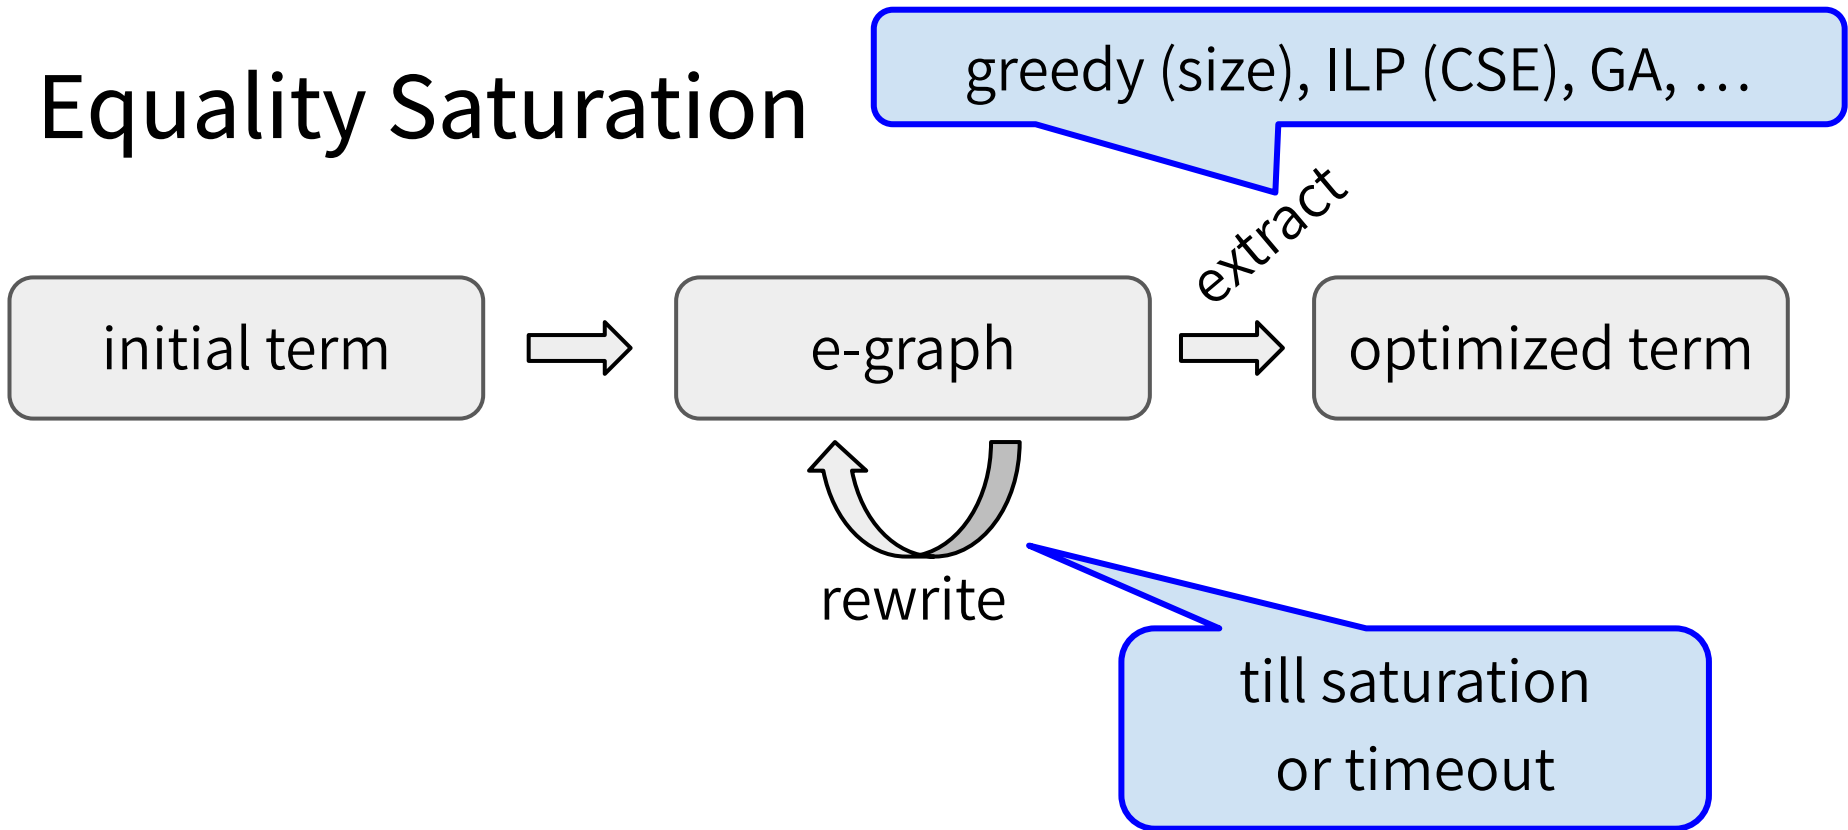 Equality Saturation
greedy (size), ILP (CSE), GA, …
extract
initial term
e-graph
optimized term
rewrite
till saturation
or timeout